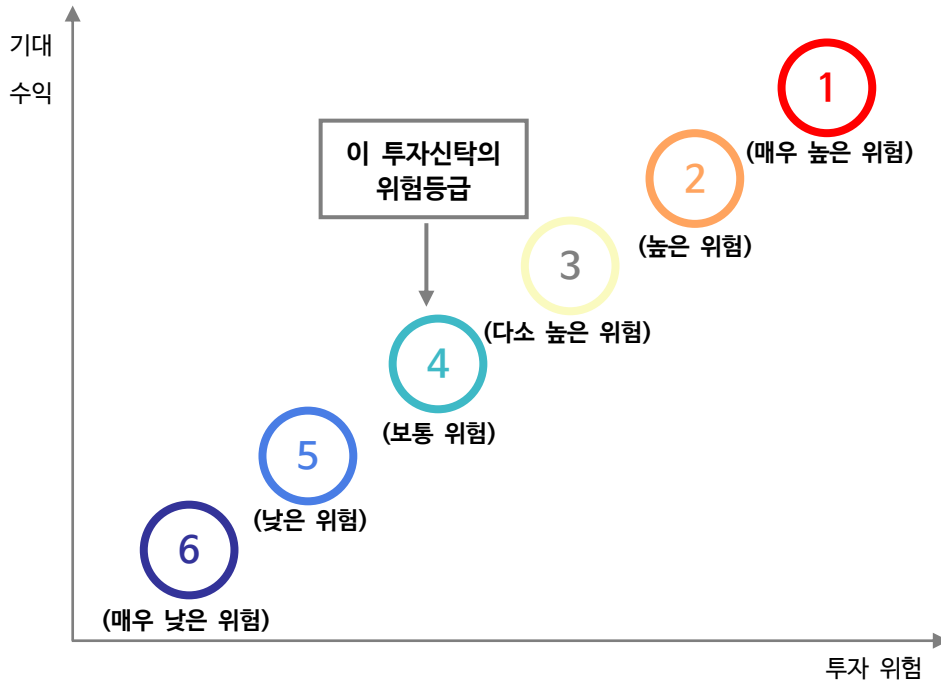 기대
수익
1
(매우 높은 위험)
이 투자신탁의
위험등급
2
(높은 위험)
3
(다소 높은 위험)
4
(보통 위험)
5
(낮은 위험)
6
(매우 낮은 위험)
투자 위험